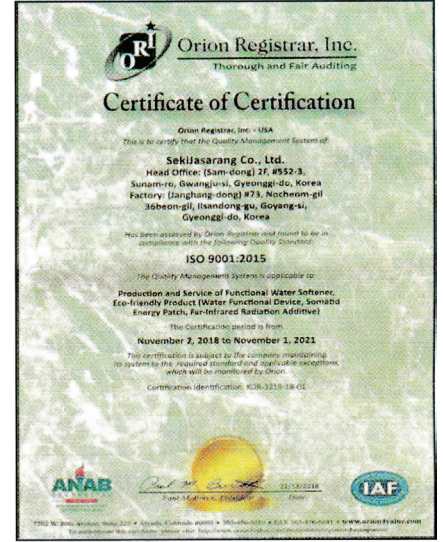 ORI
Orion Registrar, Inc.
Thorough and Fair Auditing
Certificate of Certification
Orion Registrar, Inc. - USA
This is to certify that the Quality Management System of:
SekiJasarang Co., Ltd.
Head Office: (Sam-dong) 2F, #552-3,
Sunam-ro, Gwangju-si, Gyeonggi-do, Korea
Factory: (Janghang-dong) #73, Nocheom-gil
36beon-gil, Ilsandong-gu, Goyang-si,
Gyeonggi-do, Korea
Has been assessed by Orion Registrar and found to be in
compliance with the following Quality Standard:
ISO 9001:2015
The Quality Management System is applicable to:
Production and Service of Functional Water Softener,
Eco-friendly Product (Water Functional Device, Somatid
Energy Patch, Far-Infrared Radiation Additive)
The Certification period is from
November 2, 2018 to November 1, 2021
This certification is subject to the company maintaining
its system to the required standard and applicable exceptions,
which will be monitored by Orion.
Certification Identification: KOR-3219-18-01
ANAB
President
11/13/2018
Date
IAF
Colorado • www.orion4value.com